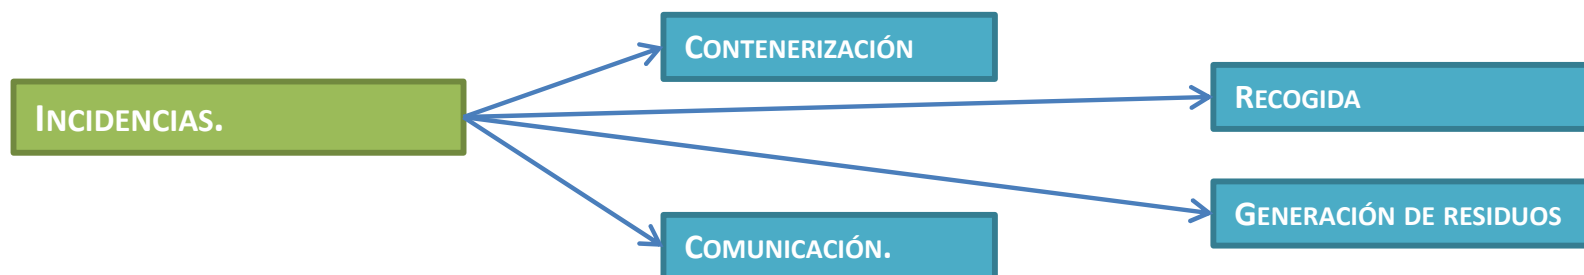 CONTENERIZACIÓN
RECOGIDA
INCIDENCIAS.
GENERACIÓN DE RESIDUOS
COMUNICACIÓN.